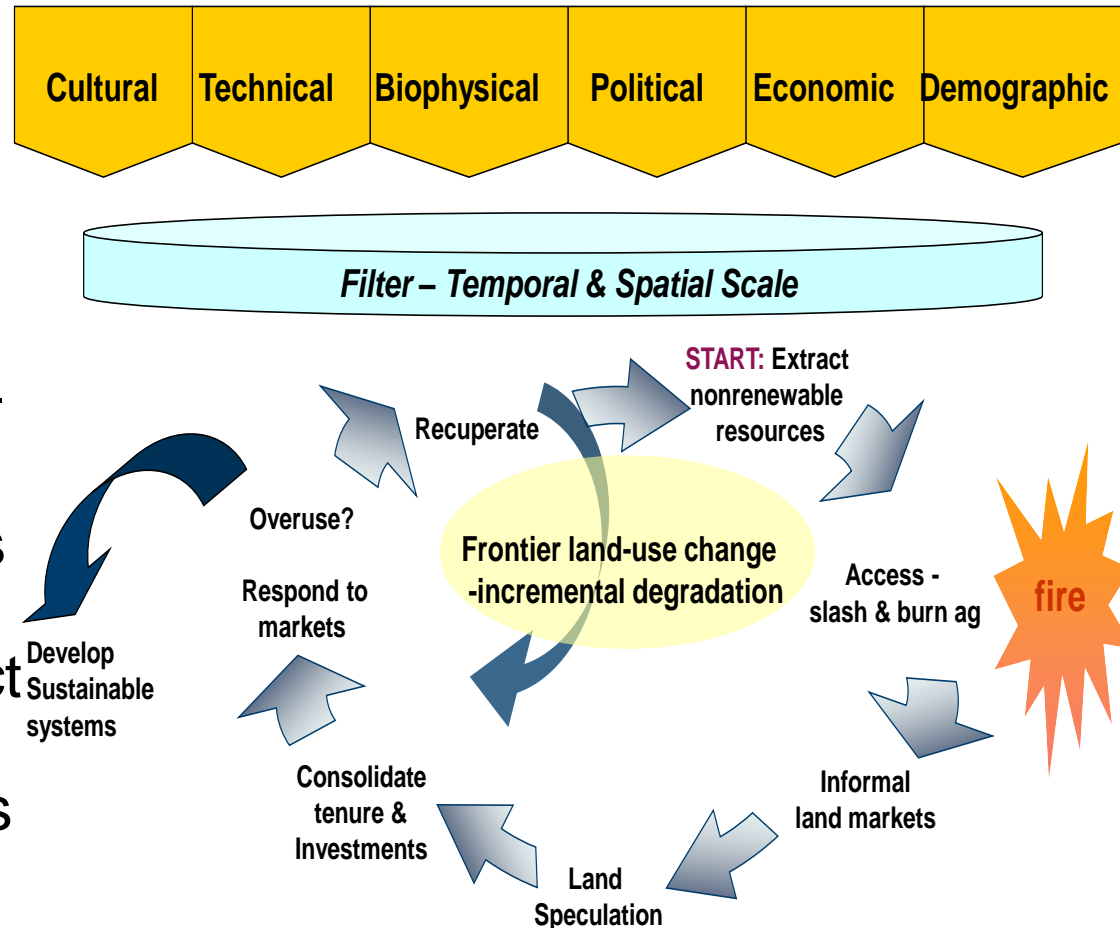 Cultural Technical Biophysical Political Economic Demographic
Filter – Temporal & Spatial Scale
START: Extract
nonrenewable
resources
Recuperate
Overuse?
Respond to
markets
Frontier land-use change
-incremental degradation
Access -
slash & burn ag
fire
s
ct
s
Develop
Sustainable
systems
Consolidate
tenure &
Investments
Informal
land markets
Land
Speculation